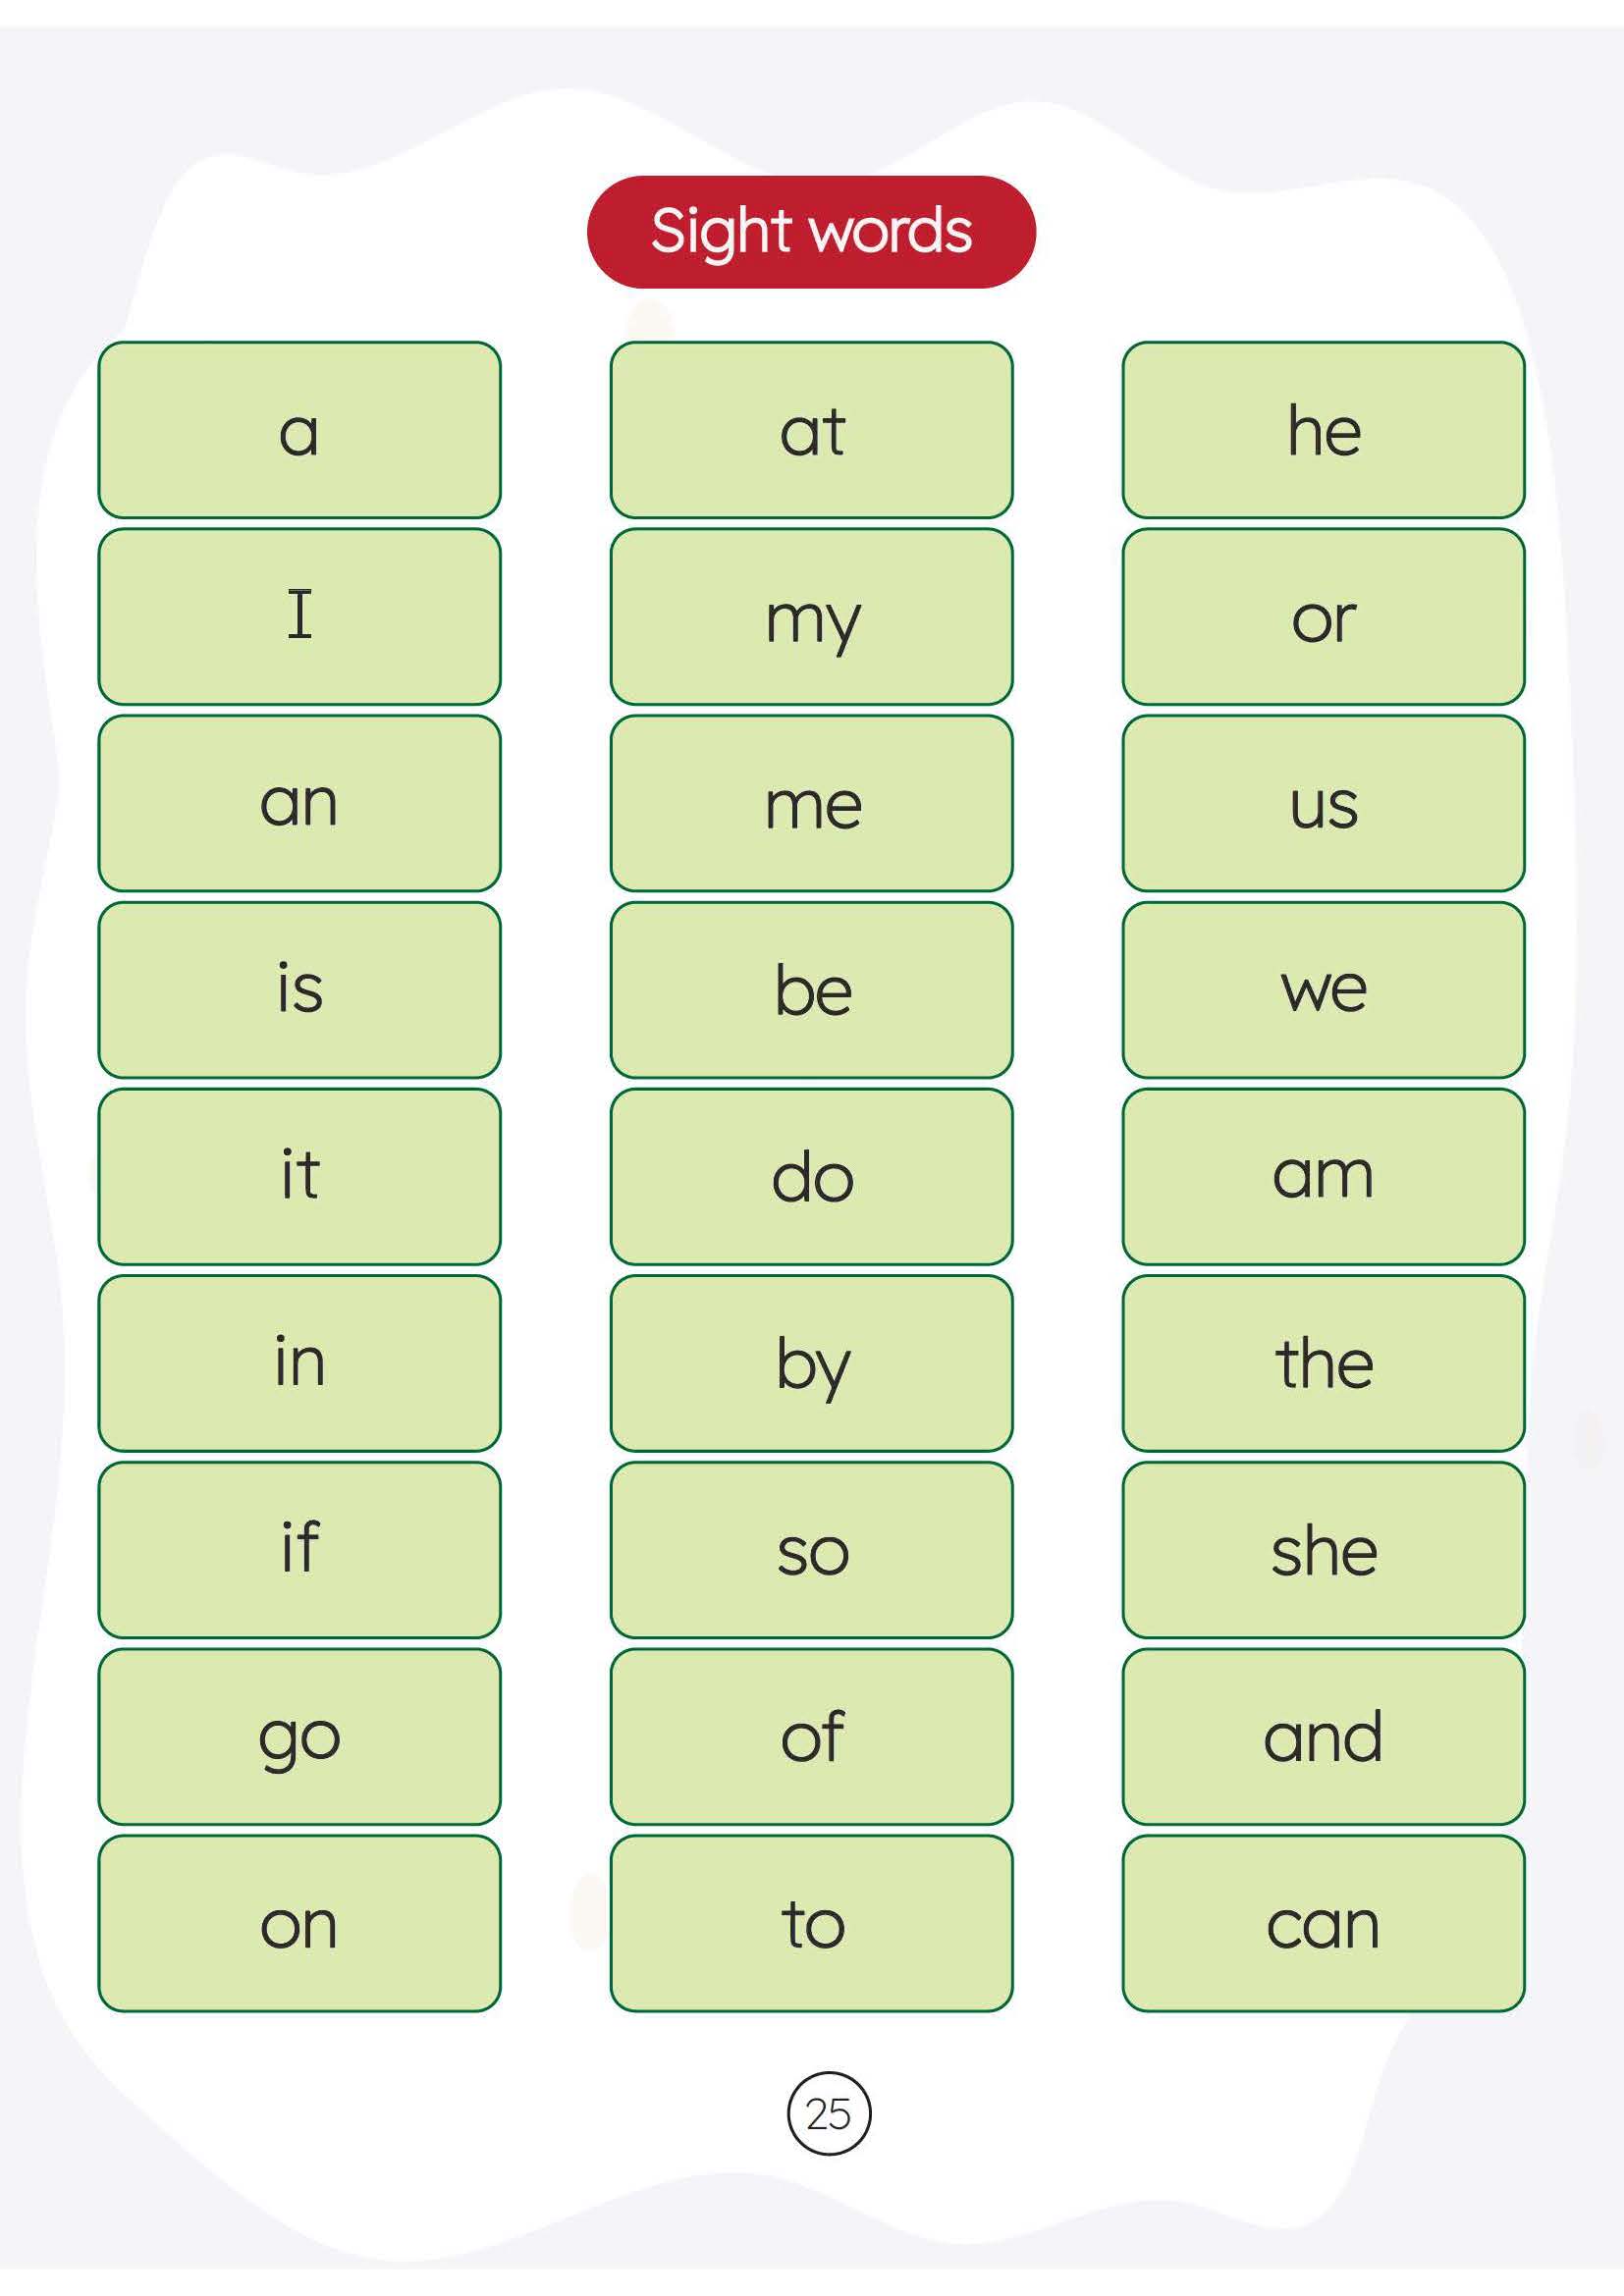 Sight words
a at he
I my or
an me us
is be we
it do am
in by the
if so she
go of and
on to can
25